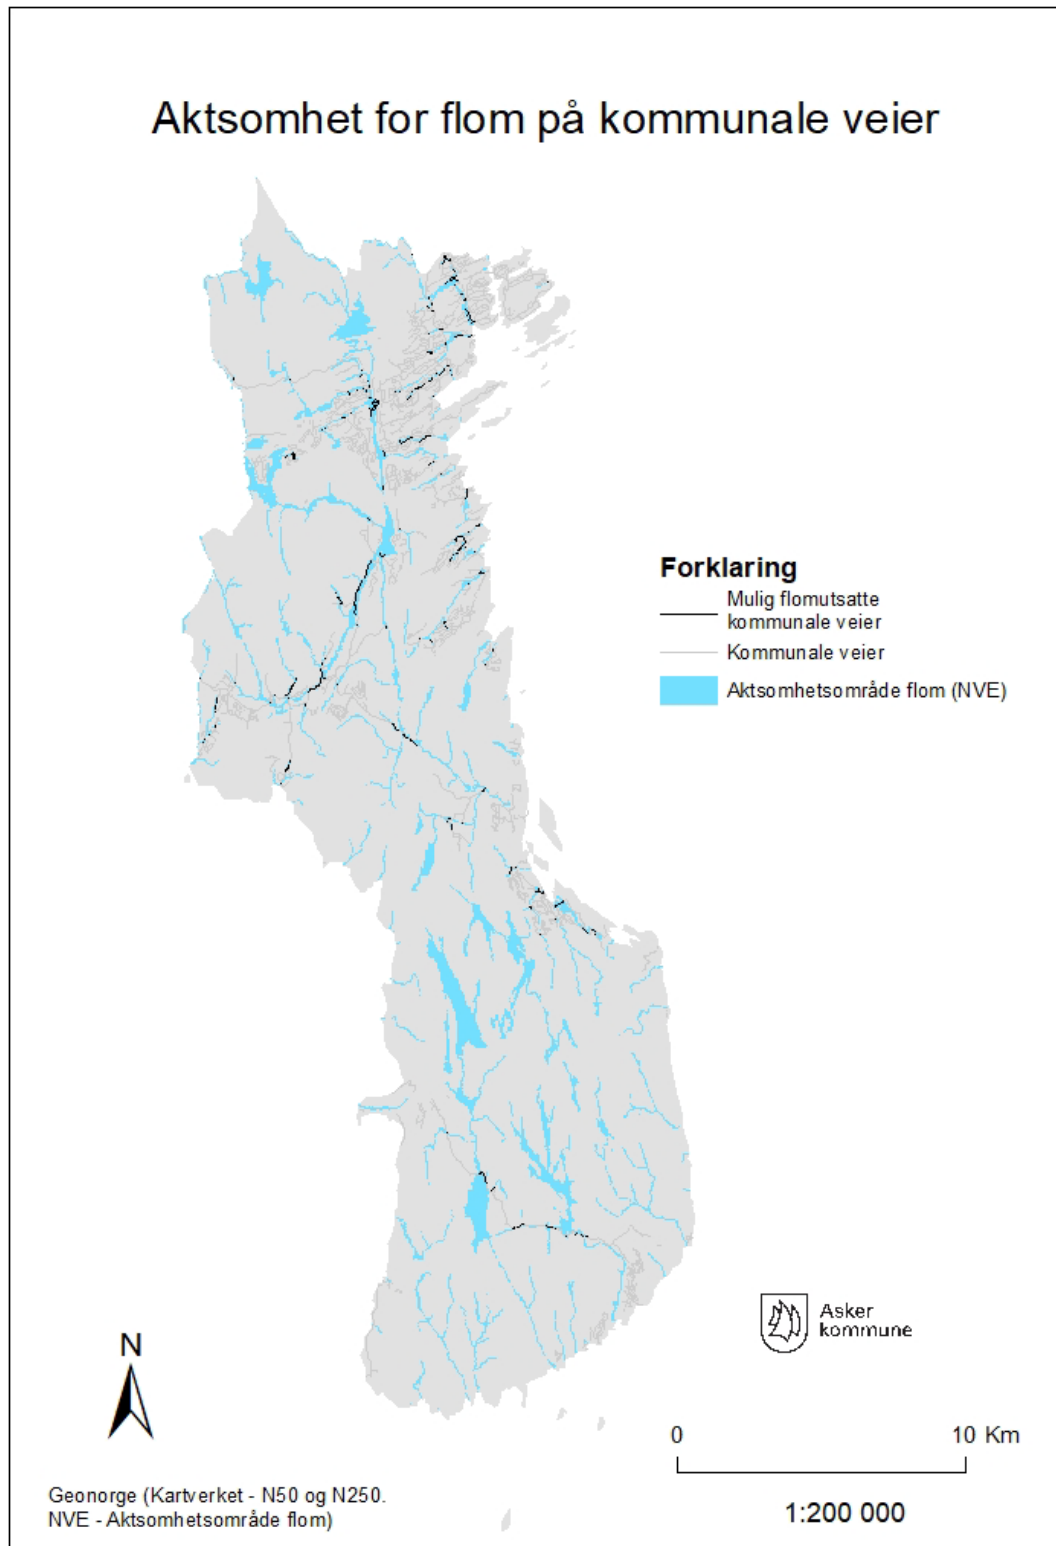 Aktsomhet for flom på kommunale veier
Forklaring
Mulig flomutsatte
kommunale veier
Kommunale veier
Aktsomhetsområde flom (NVE)
Asker
kommune
N
0 10 Km
1:200 000
Geonorge (Kartverket - N50 og N250.
NVE - Aktsomhetsområde flom)